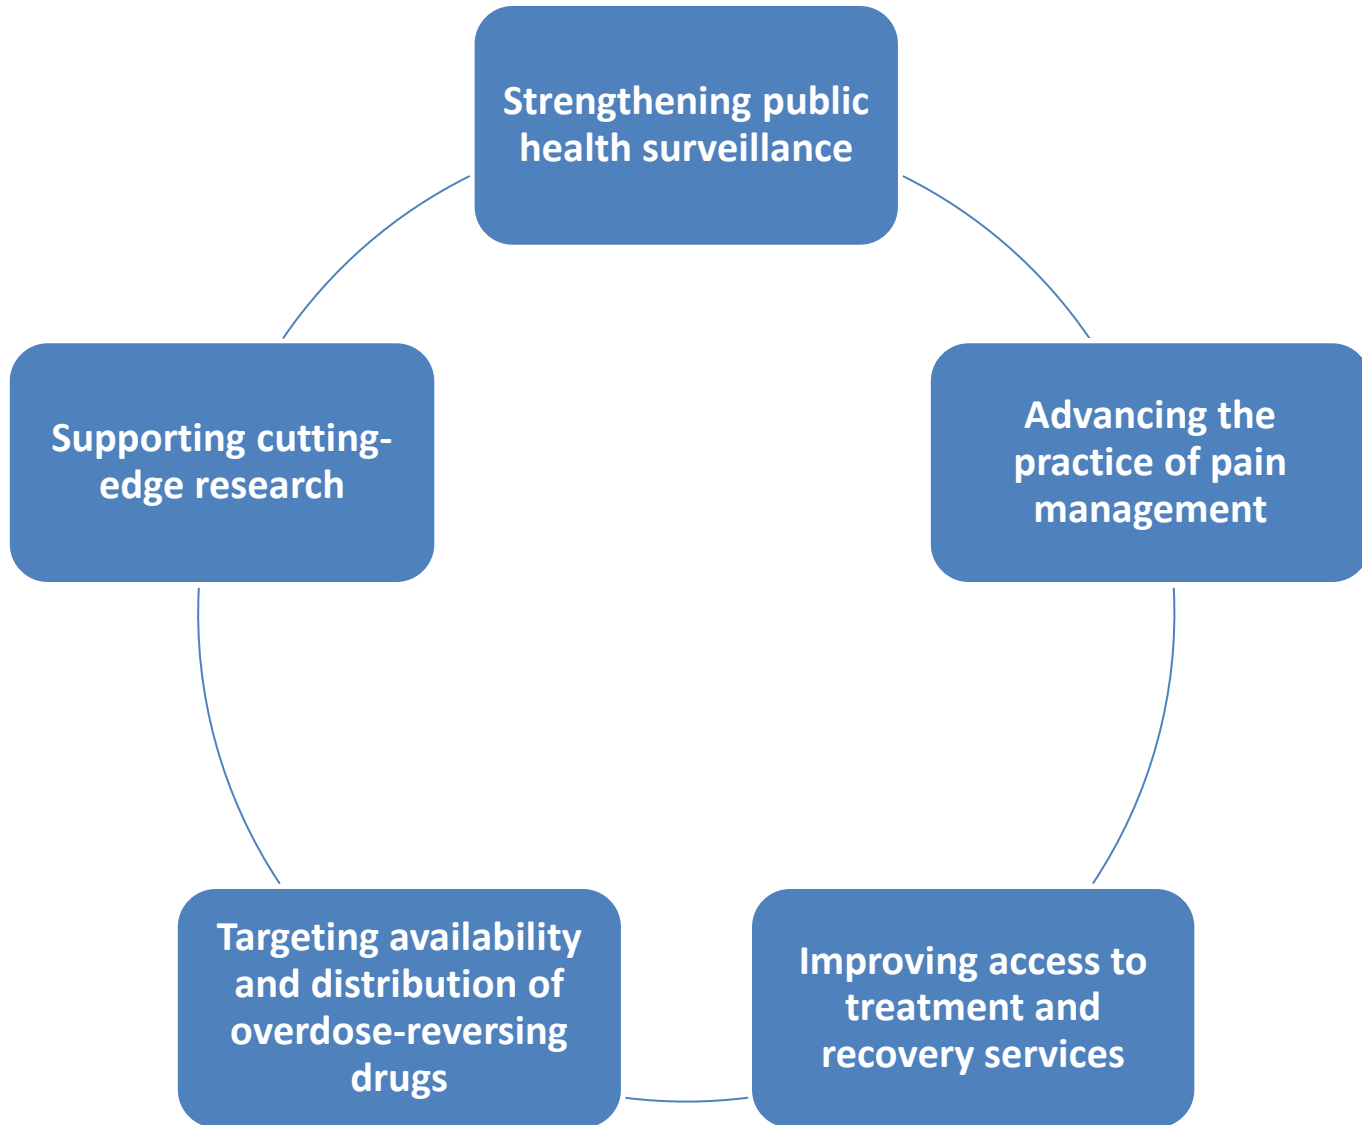 Strengthening public
health surveillance
Advancing the
practice of pain
management
Improving access to
treatment and
recovery services
Targeting availability
and distribution of
overdose-reversing
drugs
Supporting cutting-
edge research